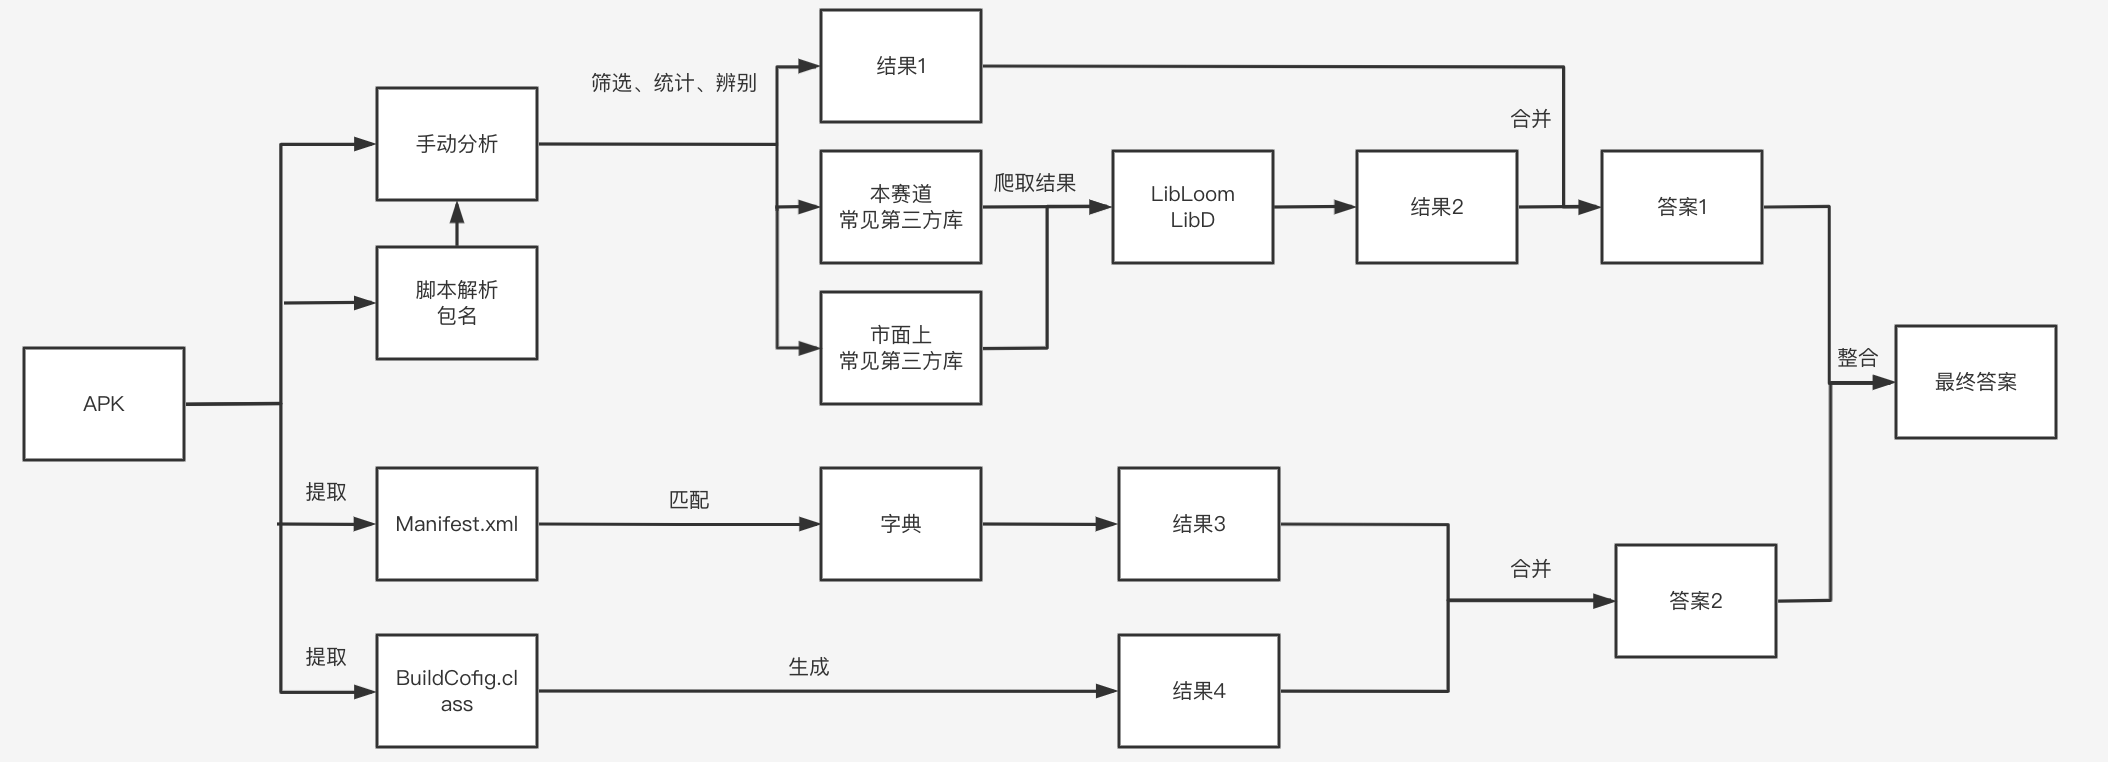 结果1
筛选、统计、辨别
合并
手动分析
本赛道
常见第三方库
爬取结果
LibLoom
LibD
结果2
答案1
脚本解析
包名
市面上
常见第三方库
APK
整合
最终答案
提取
Manifest.xml
匹配
字典
结果3
合并
答案2
提取
BuildCofig.cl
ass
生成
结果4